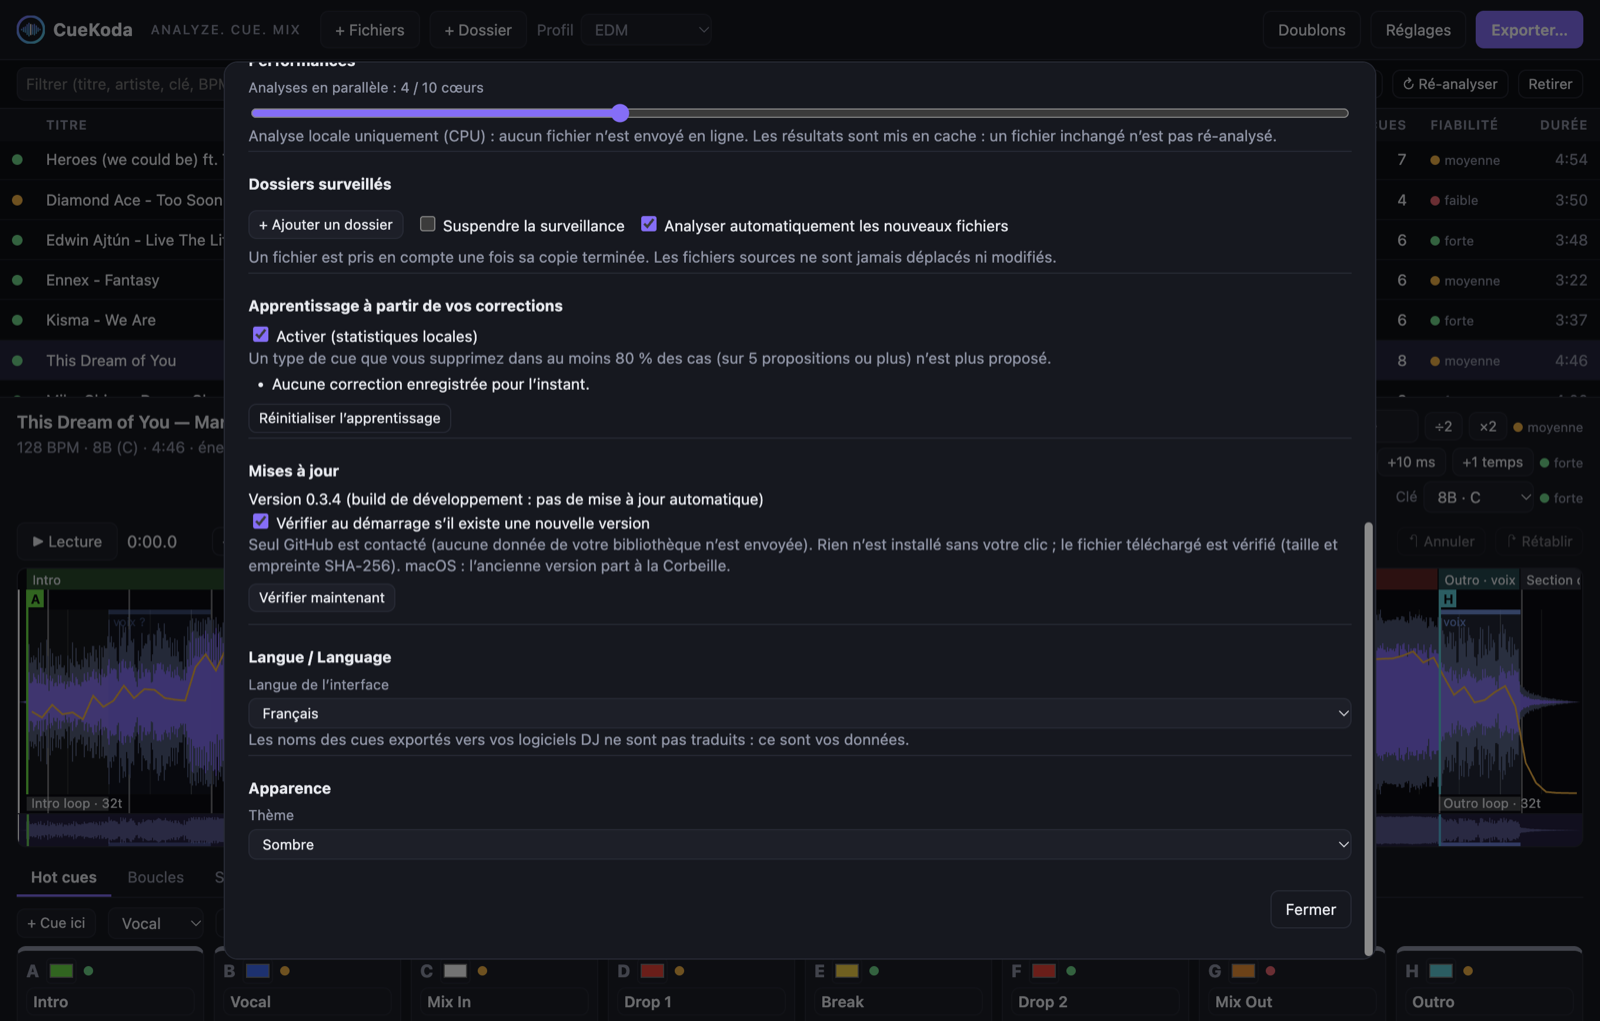 CueKoda ANALYZE. CUE. MIX + Fichiers + Dossier Profil EDM Doublons Réglages Exporter...
Filtrer (titre, artiste, clé, BPM Ré-analyser Retirer
TITRE CUES FIABILITÉ DURÉE
Heroes (we could be) ft. 7 moyenne 4:54
Diamond Ace - Too Soon 4 faible 3:50
Edwin Ajtún - Live The Li 6 forte 3:48
Ennex - Fantasy 6 moyenne 3:22
Kisma - We Are 6 forte 3:37
This Dream of You 8 moyenne 4:46
Performances
Analyses en parallèle : 4 / 10 cœurs
Analyse locale uniquement (CPU) : aucun fichier n’est envoyé en ligne. Les résultats sont mis en cache : un fichier inchangé n’est pas ré-analysé.
Dossiers surveillés
+ Ajouter un dossier Suspendre la surveillance Analyser automatiquement les nouveaux fichiers
Un fichier est pris en compte une fois sa copie terminée. Les fichiers sources ne sont jamais déplacés ni modifiés.
Apprentissage à partir de vos corrections
Activer (statistiques locales)
Un type de cue que vous supprimez dans au moins 80 % des cas (sur 5 propositions ou plus) n’est plus proposé.
• Aucune correction enregistrée pour l’instant.
Réinitialiser l’apprentissage
Mises à jour
Version 0.3.4 (build de développement : pas de mise à jour automatique)
Vérifier au démarrage s’il existe une nouvelle version
Seul GitHub est contacté (aucune donnée de votre bibliothèque n’est envoyée). Rien n’est installé sans votre clic ; le fichier téléchargé est vérifié (taille et
empreinte SHA-256). macOS : l’ancienne version part à la Corbeille.
Vérifier maintenant
Langue / Language
Langue de l’interface
Français
Les noms des cues exportés vers vos logiciels DJ ne sont pas traduits : ce sont vos données.
Apparence
Thème
Sombre
Fermer
This Dream of You — Mar ÷2 ×2 moyenne
128 BPM · 8B (C) · 4:46 · éne +10 ms +1 temps forte
Clé 8B · C forte
Lecture 0:00.0 Annuler Rétablir
Intro Outro · voix Section
A H
voix ? voix
Intro loop · 32t Outro loop · 32t
Hot cues Boucles S
+ Cue ici Vocal
A B C D E F G H
Intro Vocal Mix In Drop 1 Break Drop 2 Mix Out Outro